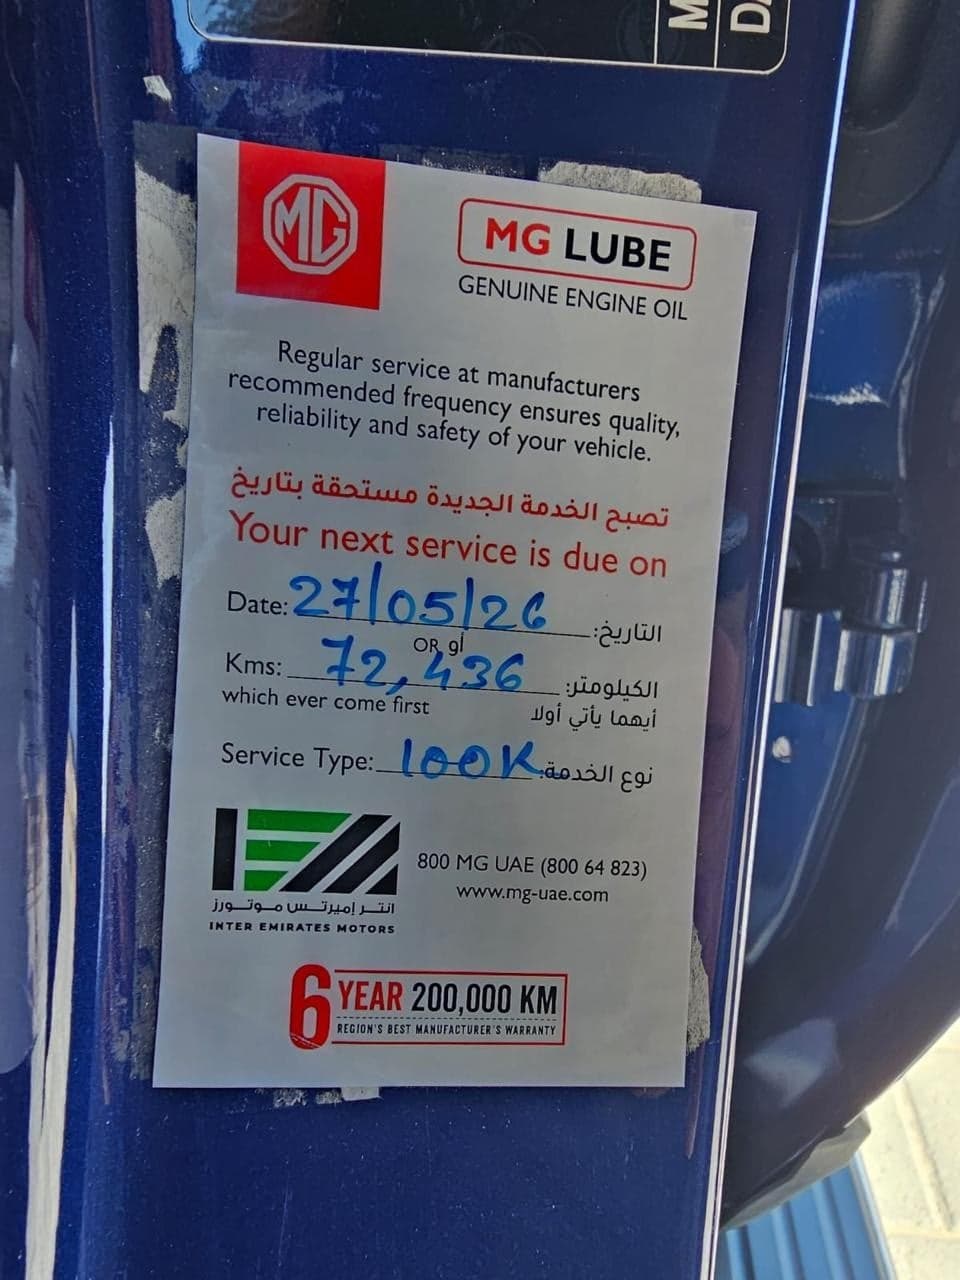 M
DA
MG
MG LUBE
GENUINE ENGINE OIL
Regular service at manufacturers
recommended frequency ensures quality,
reliability and safety of your vehicle.
تصبح الخدمة الجديدة مستحقة بتاريخ
Your next service is due on
Date: 27/05/26 التاريخ:
OR أو
Kms: 72,436 الكيلومتر:
which ever come first أيهما يأتي أولا
Service Type: 100K نوع الخدمة:
800 MG UAE (800 64 823)
www.mg-uae.com
انتر إميرتس موتورز
INTER EMIRATES MOTORS
6 YEAR 200,000 KM
REGION'S BEST MANUFACTURER'S WARRANTY